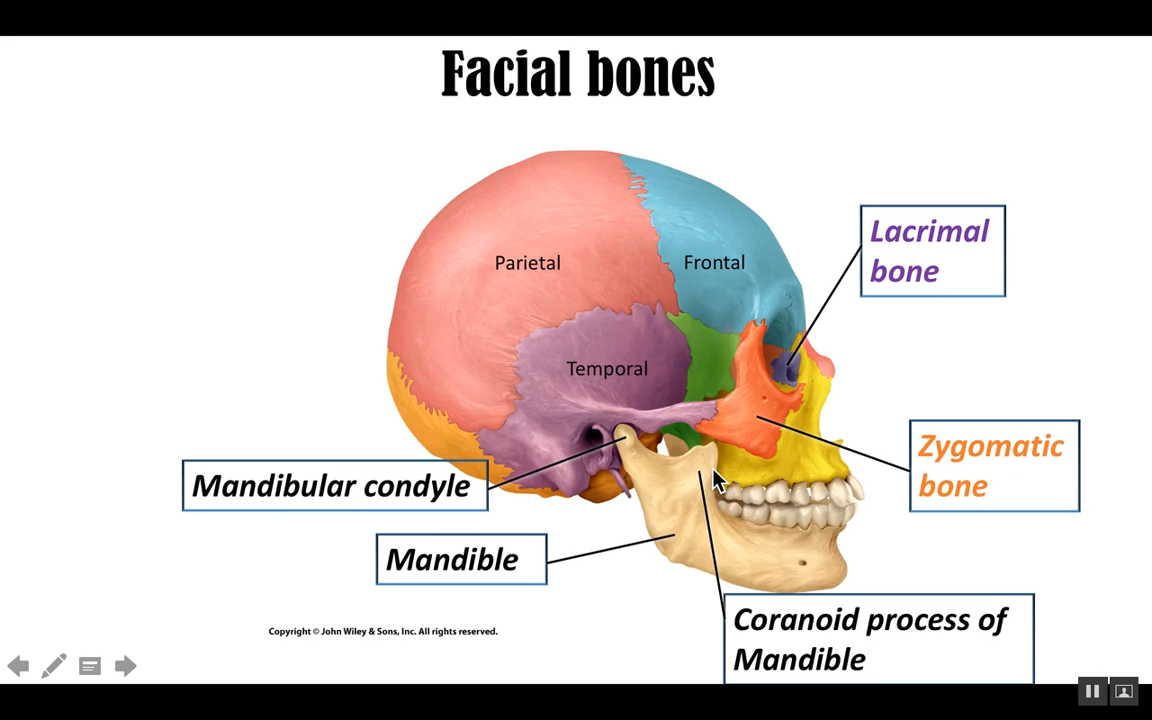 Facial bones
Lacrimal
bone
Parietal
Frontal
Temporal
Zygomatic
bone
Mandibular condyle
Mandible
Coranoid process of
Mandible
Copyright © John Wiley & Sons, Inc. All rights reserved.